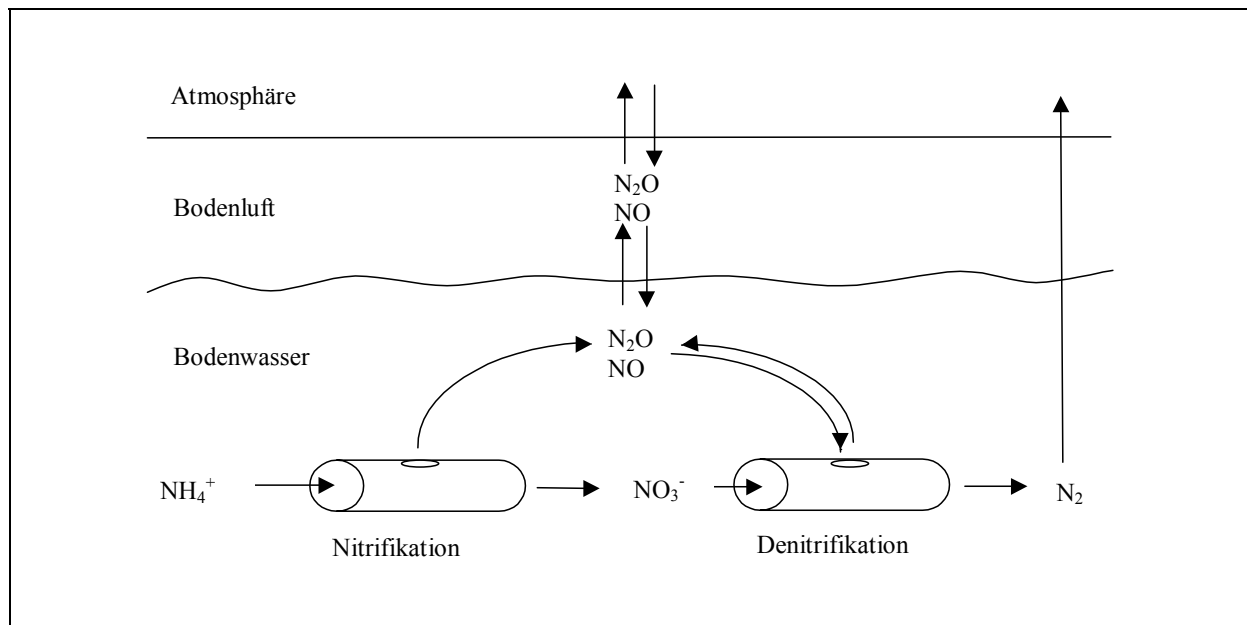 Atmosphäre
N₂O
Bodenluft
NO
N₂O
Bodenwasser
NO
NH₄⁺
NO₃⁻
N₂
Nitrifikation
Denitrifikation